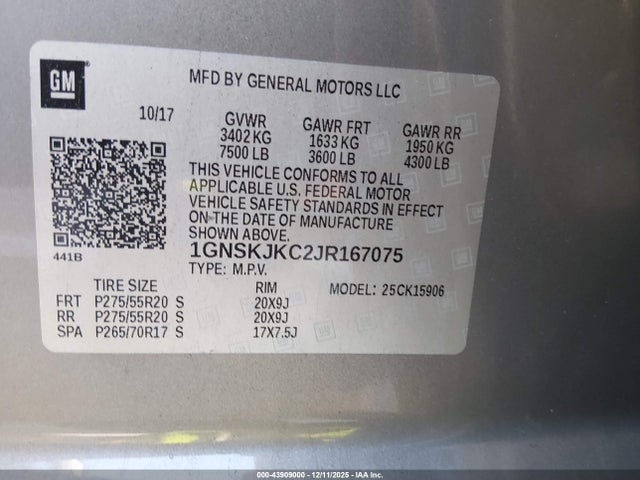 GM
MFD BY GENERAL MOTORS LLC
10/17
GVWR GAWR FRT GAWR RR
3402 KG 1633 KG 1950 KG
7500 LB 3600 LB 4300 LB
THIS VEHICLE CONFORMS TO ALL
APPLICABLE U.S. FEDERAL MOTOR
VEHICLE SAFETY STANDARDS IN EFFECT
ON THE DATE OF MANUFACTURE
SHOWN ABOVE.
441B
1GNSKJKC2JR167075
TYPE: M.P.V.
TIRE SIZE RIM MODEL: 25CK15906
FRT P275/55R20 S 20X9J
RR P275/55R20 S 20X9J
SPA P265/70R17 S 17X7.5J
000-43909000 - 12/11/2025 - IAA Inc.